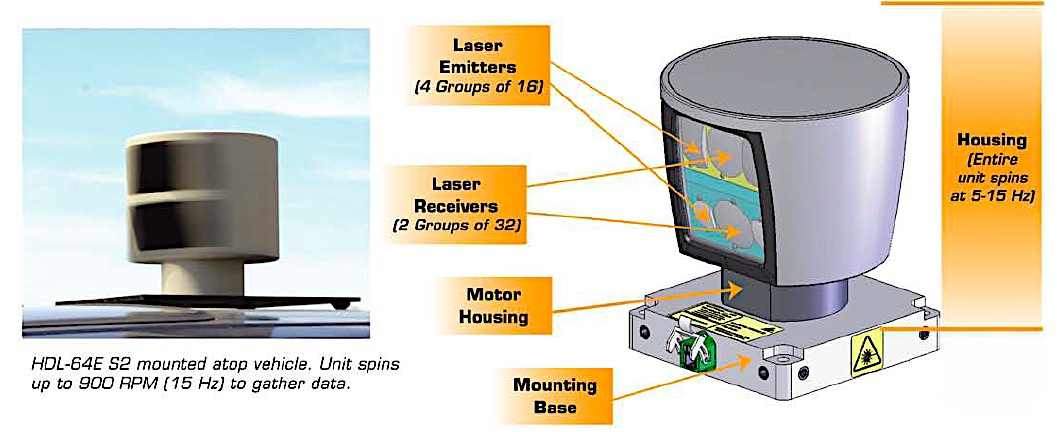 Laser
Emitters
(4 Groups of 16)
Laser
Receivers
(2 Groups of 32)
Motor
Housing
Mounting
Base
Housing
(Entire
unit spins
at 5-15 Hz)
HDL-64E S2 mounted atop vehicle. Unit spins
up to 900 RPM (15 Hz) to gather data.